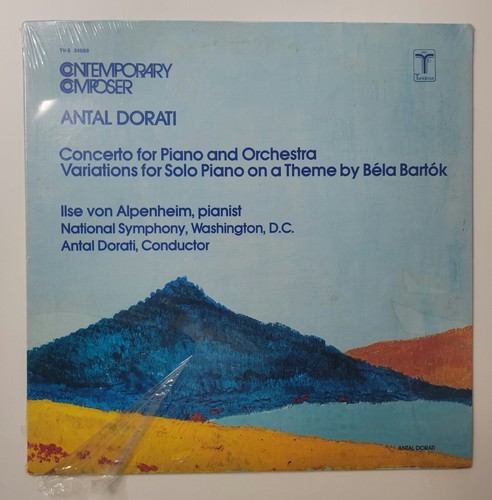 CONTEMPORARY
COMPOSER
ANTAL DORATI
Concerto for Piano and Orchestra
Variations for Solo Piano on a Theme by Béla Bartók
Ilse von Alpenheim, pianist
National Symphony, Washington, D.C.
Antal Dorati, Conductor
ANTAL DORATI